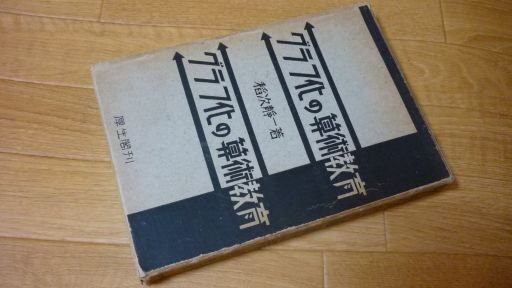 グラフ化の算術教育
稲次静一著
グラフ化の算術教育
厚生閣刊